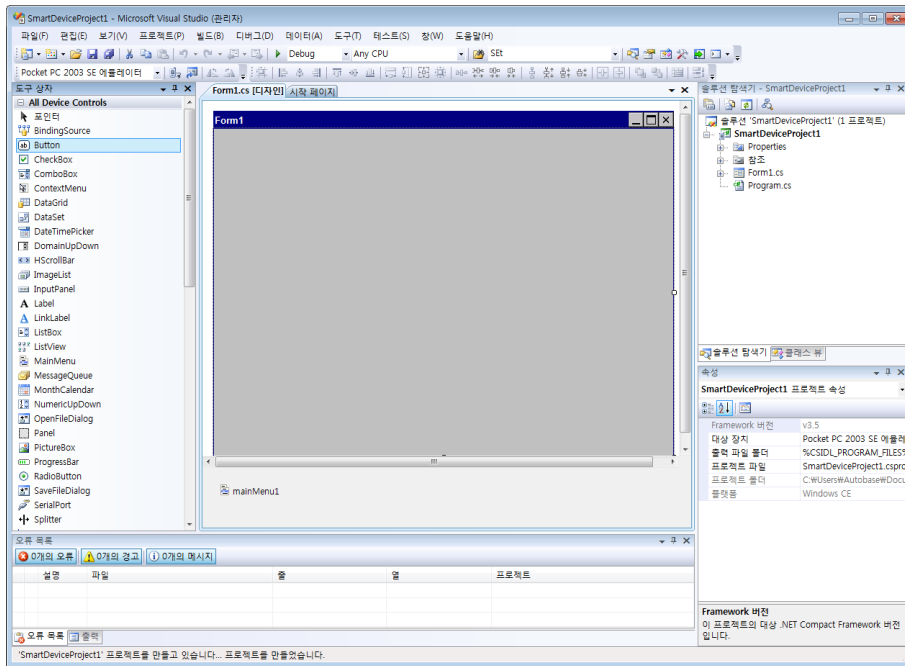 SmartDeviceProject1 - Microsoft Visual Studio (관리자)
파일(F) 편집(E) 보기(V) 프로젝트(P) 빌드(B) 디버그(D) 데이터(A) 도구(T) 테스트(S) 창(W) 도움말(H)
Debug Any CPU SEt
Pocket PC 2003 SE 에뮬레이터
도구 상자
All Device Controls
포인터
BindingSource
Button
CheckBox
ComboBox
ContextMenu
DataGrid
DataSet
DateTimePicker
DomainUpDown
HScrollBar
ImageList
InputPanel
Label
LinkLabel
ListBox
ListView
MainMenu
MessageQueue
MonthCalendar
NumericUpDown
OpenFileDialog
Panel
PictureBox
ProgressBar
RadioButton
SaveFileDialog
SerialPort
Splitter
Form1.cs [디자인] 시작 페이지
Form1
mainMenu1
솔루션 탐색기 - SmartDeviceProject1
솔루션 'SmartDeviceProject1' (1 프로젝트)
SmartDeviceProject1
Properties
참조
Form1.cs
Program.cs
솔루션 탐색기 클래스 뷰
속성
SmartDeviceProject1 프로젝트 속성
Framework 버전 v3.5
대상 장치 Pocket PC 2003 SE 에뮬레
출력 파일 폴더 %CSIDL_PROGRAM_FILES%
프로젝트 파일 SmartDeviceProject1.cspro
프로젝트 폴더 C:₩Users₩Autobase₩Docu
플랫폼 Windows CE
Framework 버전
이 프로젝트의 대상 .NET Compact Framework 버전
입니다.
오류 목록
0개의 오류 0개의 경고 0개의 메시지
설명 파일 줄 열 프로젝트
오류 목록 출력
'SmartDeviceProject1' 프로젝트를 만들고 있습니다... 프로젝트를 만들었습니다.